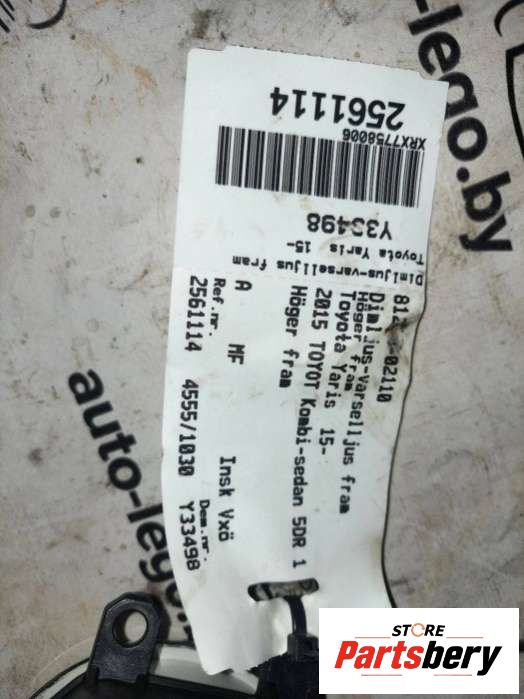 2561114
XRX7758006
Y33498
Toyota Yaris 15-
Dimljus-varselljus fram
02110
Dimljus-varselljus fram
Höger fram
Toyota Yaris 15-
2015 TOYOT Kombi-sedan 5DR 1
Höger fram
A MF Insk Vxö
Ref.nr. Dem.nr.
2561114 4555/1030 Y33498
auto-lego.by
-lego.by
auto-lego
STORE
Partsbery